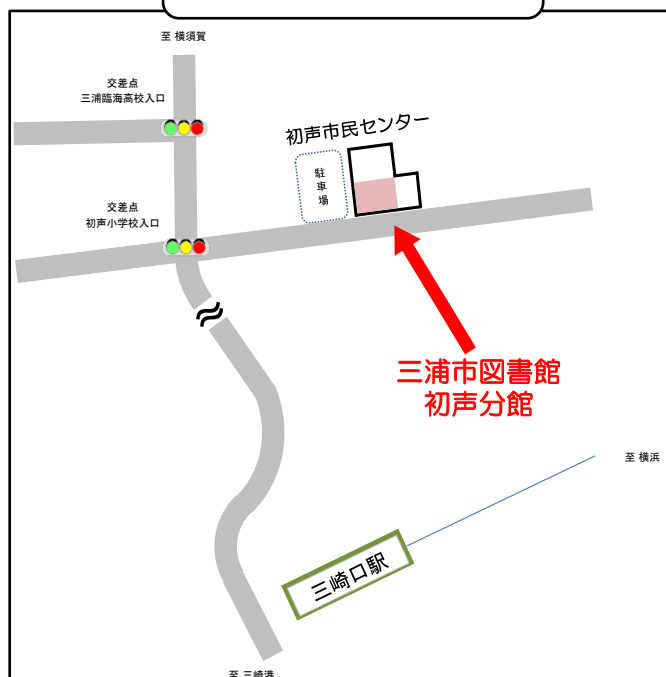 至 横須賀
交差点
三浦臨海高校入口
初声市民センター
駐車場
交差点
初声小学校入口
三浦市図書館
初声分館
至 横浜
三崎口駅
至 三崎港